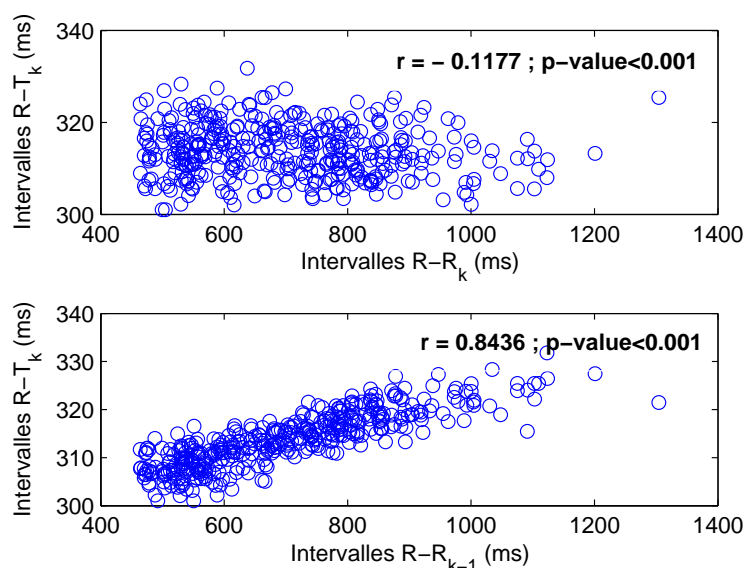 340
r = − 0.1177 ; p−value<0.001
320
300
400 600 800 1000 1200 1400
Intervalles R−T_k (ms)
Intervalles R−R_k (ms)
340
r = 0.8436 ; p−value<0.001
330
320
310
300
400 600 800 1000 1200 1400
Intervalles R−T_k (ms)
Intervalles R−R_{k−1} (ms)